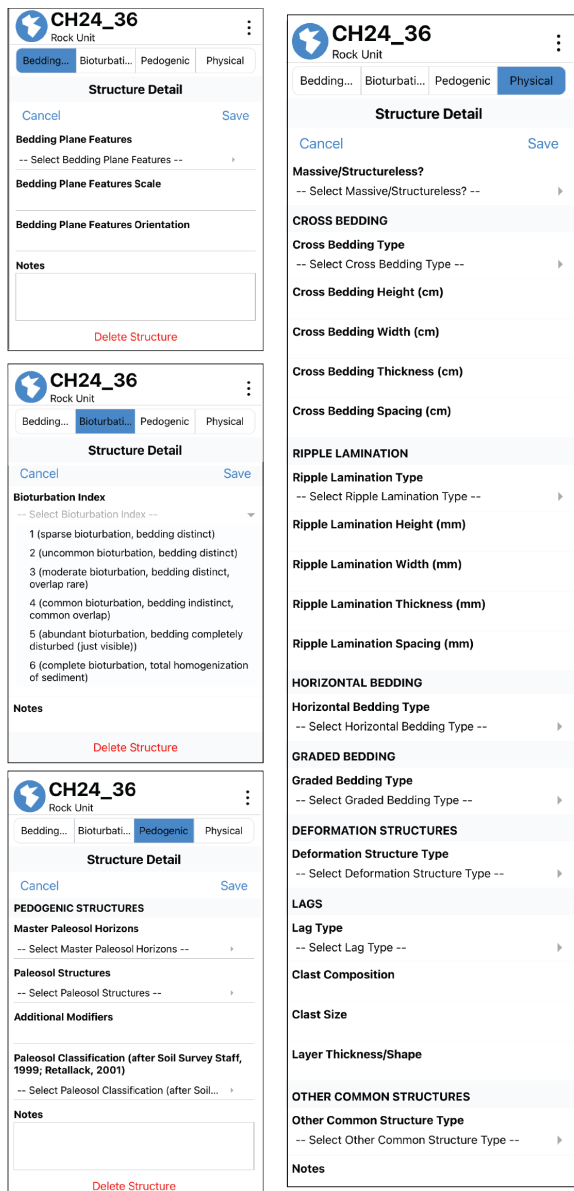 CH24_36
Rock Unit
Bedding... Bioturbati... Pedogenic Physical
Structure Detail
Cancel Save
Bedding Plane Features
-- Select Bedding Plane Features --
Bedding Plane Features Scale
Bedding Plane Features Orientation
Notes
Delete Structure
CH24_36
Rock Unit
Bedding... Bioturbati... Pedogenic Physical
Structure Detail
Cancel Save
Bioturbation Index
-- Select Bioturbation Index --
1 (sparse bioturbation, bedding distinct)
2 (uncommon bioturbation, bedding distinct)
3 (moderate bioturbation, bedding distinct,
overlap rare)
4 (common bioturbation, bedding indistinct,
common overlap)
5 (abundant bioturbation, bedding completely
disturbed (just visible))
6 (complete bioturbation, total homogenization
of sediment)
Notes
Delete Structure
CH24_36
Rock Unit
Bedding... Bioturbati... Pedogenic Physical
Structure Detail
Cancel Save
PEDOGENIC STRUCTURES
Master Paleosol Horizons
-- Select Master Paleosol Horizons --
Paleosol Structures
-- Select Paleosol Structures --
Additional Modifiers
Paleosol Classification (after Soil Survey Staff,
1999; Retallack, 2001)
-- Select Paleosol Classification (after Soil...
Notes
Delete Structure
CH24_36
Rock Unit
Bedding... Bioturbati... Pedogenic Physical
Structure Detail
Cancel Save
Massive/Structureless?
-- Select Massive/Structureless? --
CROSS BEDDING
Cross Bedding Type
-- Select Cross Bedding Type --
Cross Bedding Height (cm)
Cross Bedding Width (cm)
Cross Bedding Thickness (cm)
Cross Bedding Spacing (cm)
RIPPLE LAMINATION
Ripple Lamination Type
-- Select Ripple Lamination Type --
Ripple Lamination Height (mm)
Ripple Lamination Width (mm)
Ripple Lamination Thickness (mm)
Ripple Lamination Spacing (mm)
HORIZONTAL BEDDING
Horizontal Bedding Type
-- Select Horizontal Bedding Type --
GRADED BEDDING
Graded Bedding Type
-- Select Graded Bedding Type --
DEFORMATION STRUCTURES
Deformation Structure Type
-- Select Deformation Structure Type --
LAGS
Lag Type
-- Select Lag Type --
Clast Composition
Clast Size
Layer Thickness/Shape
OTHER COMMON STRUCTURES
Other Common Structure Type
-- Select Other Common Structure Type --
Notes